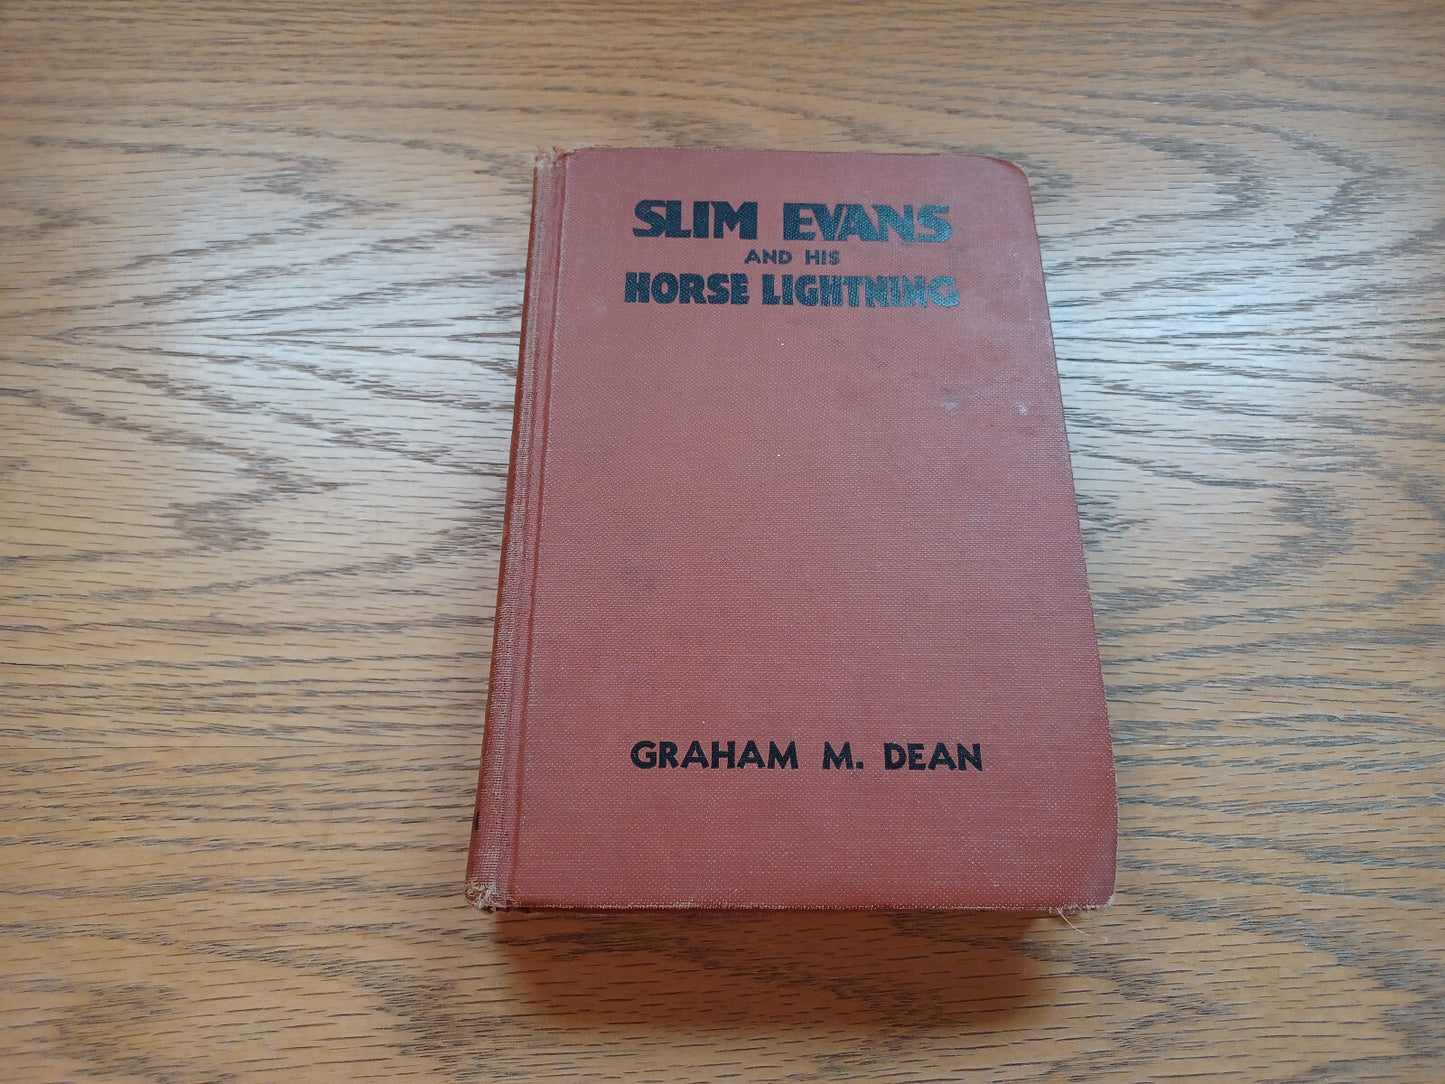 SLIM EVANS
AND HIS
HORSE LIGHTNING
GRAHAM M. DEAN